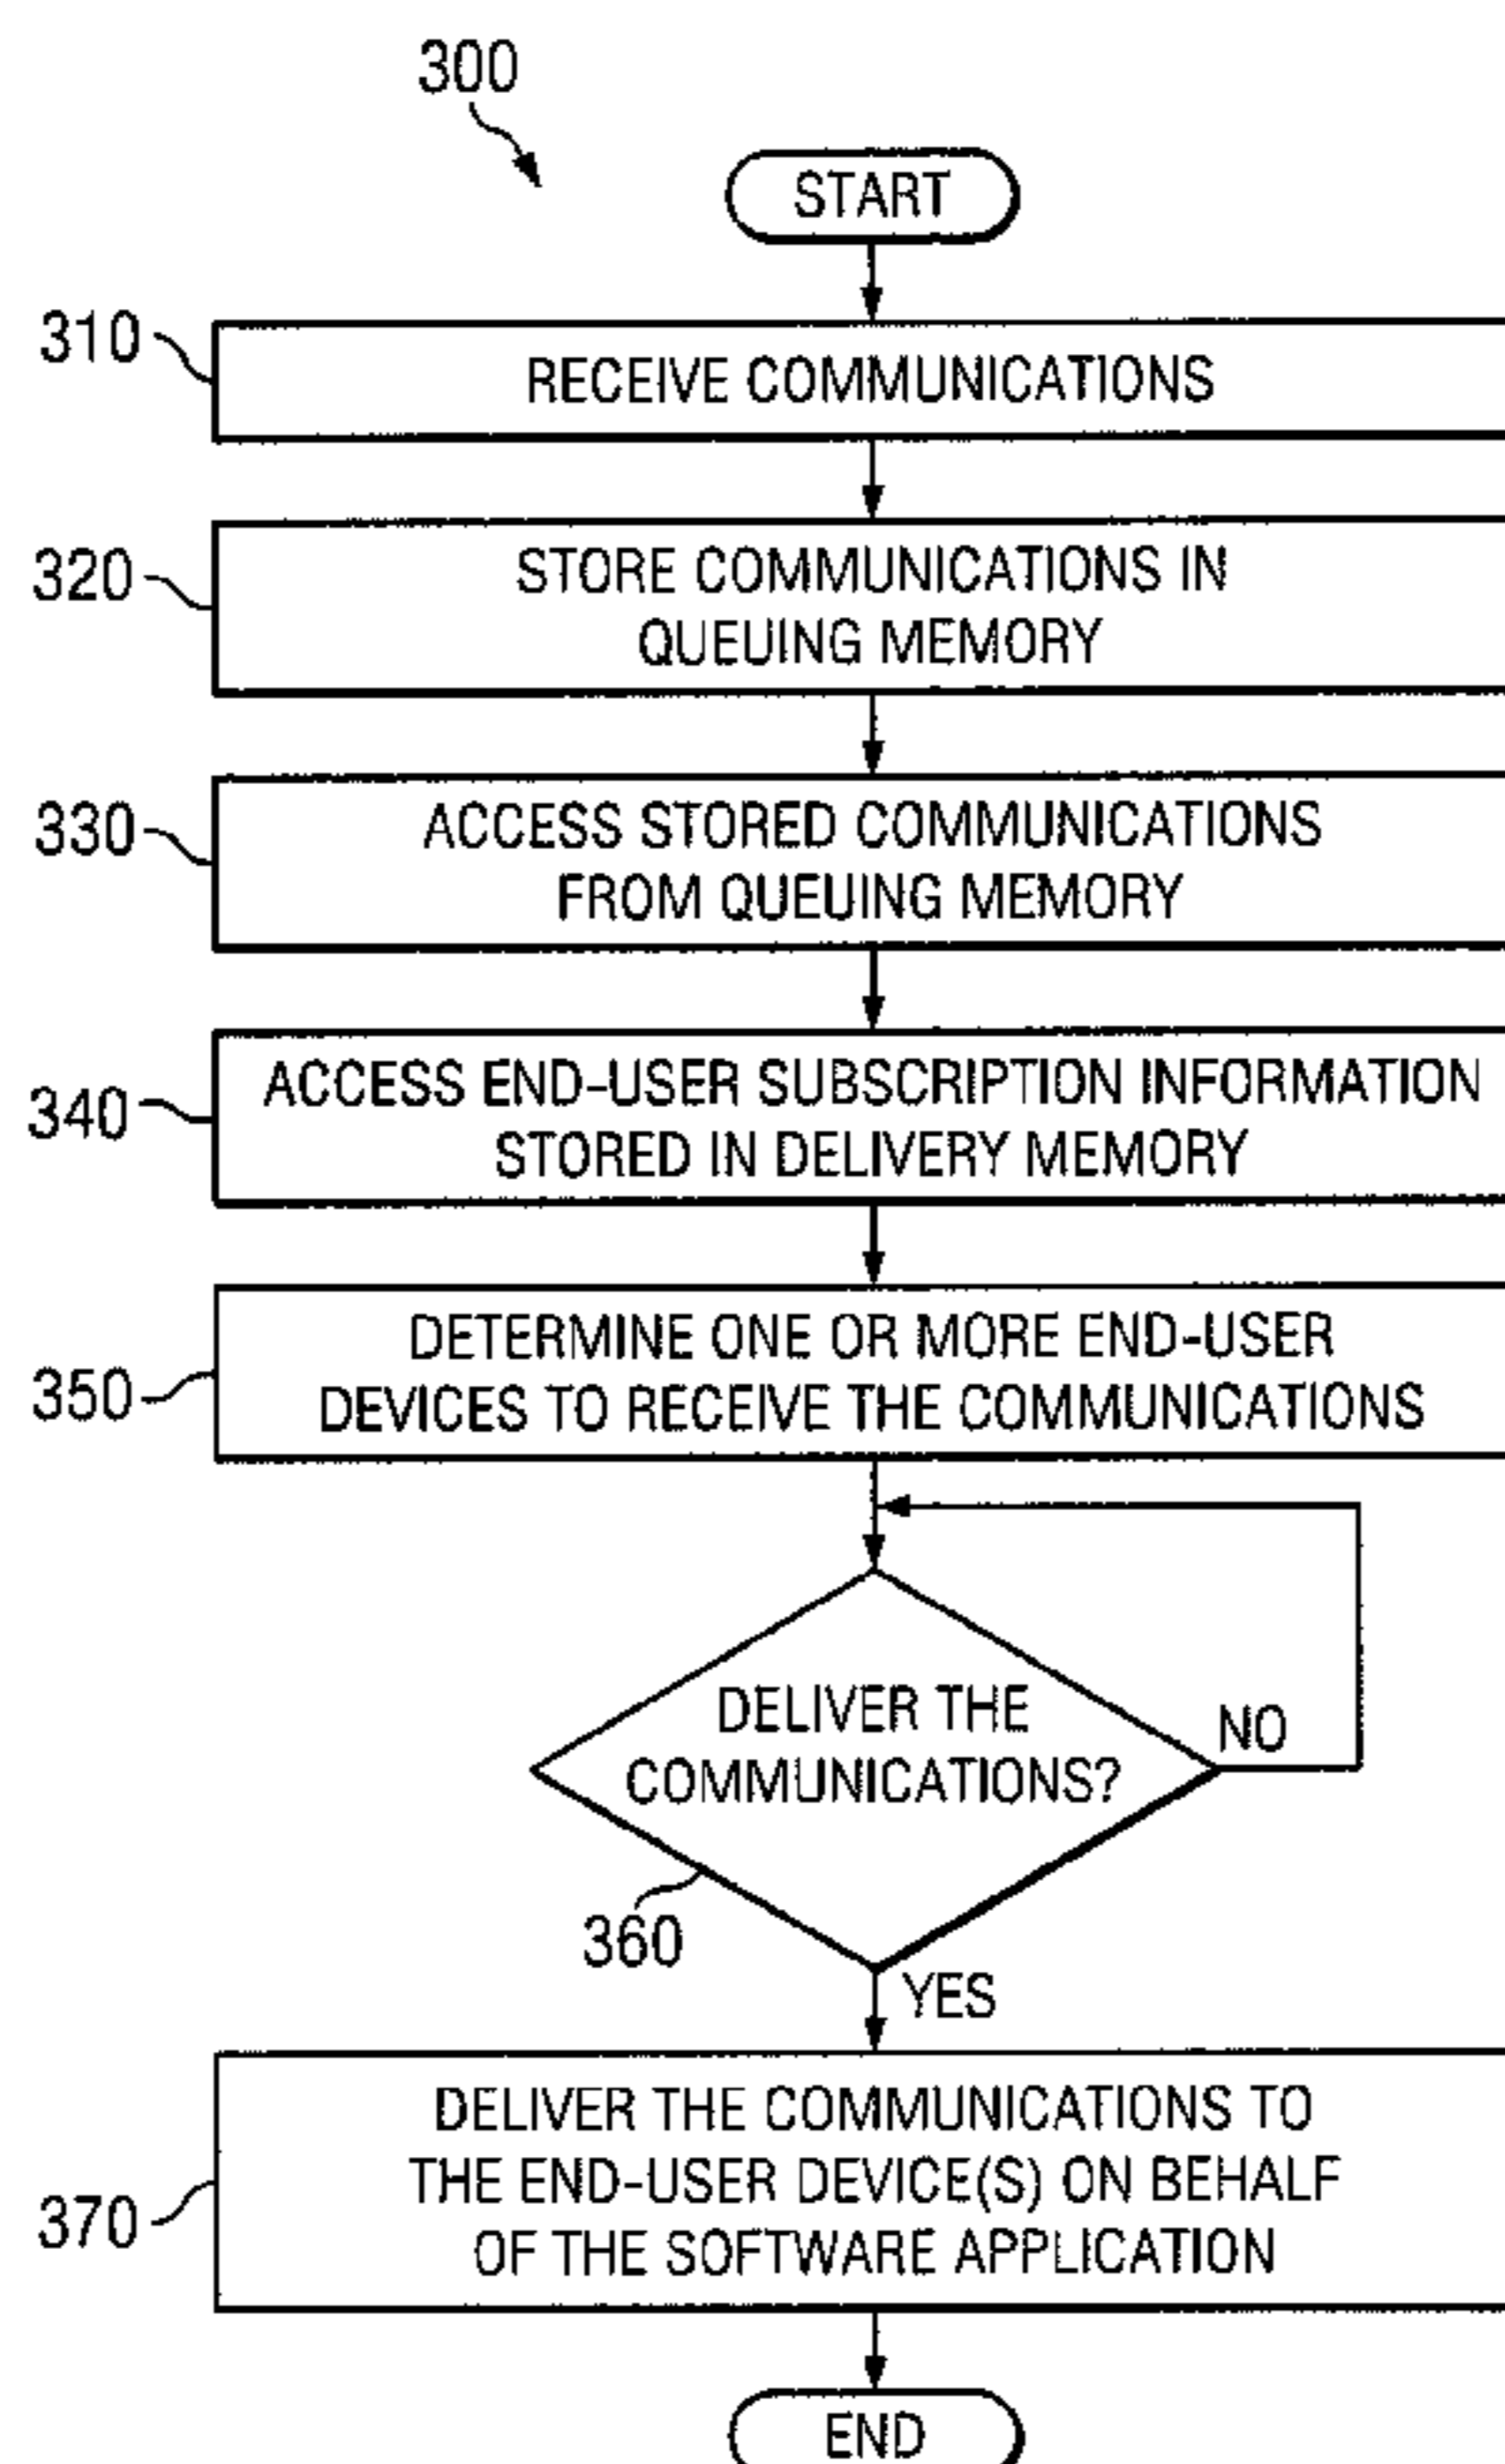 300
START
310
RECEIVE COMMUNICATIONS
320
STORE COMMUNICATIONS IN
QUEUING MEMORY
330
ACCESS STORED COMMUNICATIONS
FROM QUEUING MEMORY
340
ACCESS END-USER SUBSCRIPTION INFORMATION
STORED IN DELIVERY MEMORY
350
DETERMINE ONE OR MORE END-USER
DEVICES TO RECEIVE THE COMMUNICATIONS
DELIVER THE
COMMUNICATIONS?
NO
360
YES
370
DELIVER THE COMMUNICATIONS TO
THE END-USER DEVICE(S) ON BEHALF
OF THE SOFTWARE APPLICATION
END